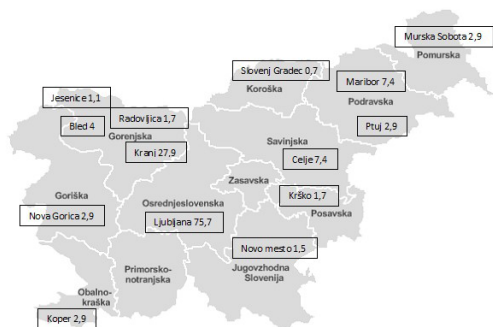 Murska Sobota 2,9
Pomurska
Slovenj Gradec 0,7
Koroška
Maribor 7,4
Podravska
Jesenice 1,1
Radovljica 1,7
Bled 4
Gorenjska
Ptuj 2,9
Savinjska
Kranj 27,9
Celje 7,4
Zasavska
Goriška
Krško 1,7
Osrednjeslovenska
Posavska
Nova Gorica 2,9
Ljubljana 75,7
Novo mesto 1,5
Primorsko-
notranjska
Jugovzhodna
Slovenija
Obalno-
kraška
Koper 2,9